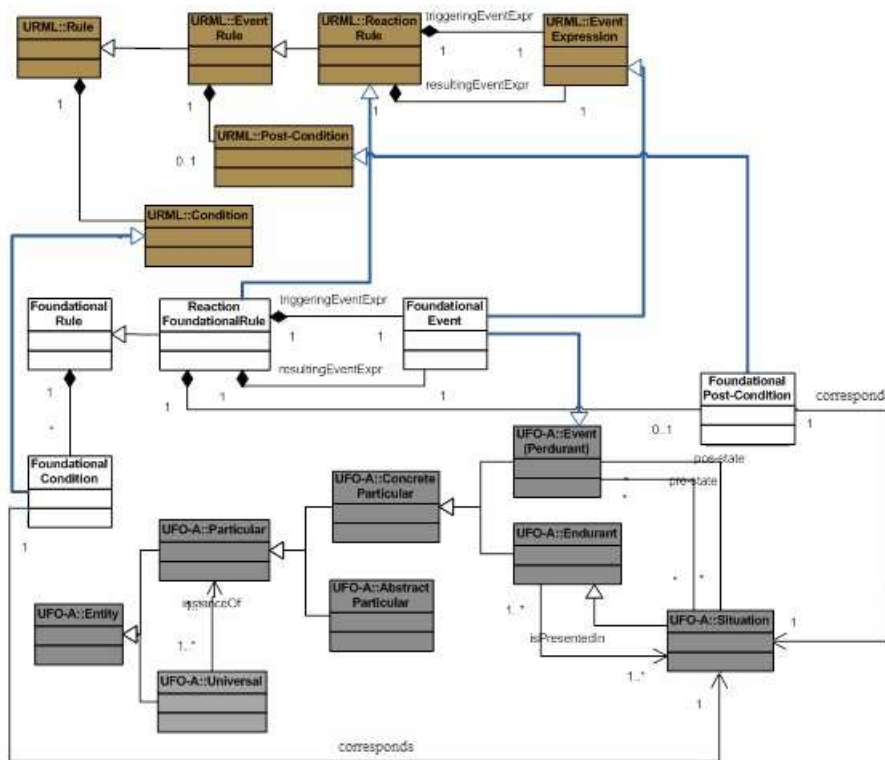 URML::Rule
URML::Event
Rule
URML::Reaction
Rule
triggeringEventExpr
URML::Event
Expression
1
1
resultingEventExpr
1
1
1
1
URML::Post-Condition
0..1
URML::Condition
Foundational
Rule
Reaction
FoundationalRule
triggeringEventExpr
Foundational
Event
1
1
resultingEventExpr
1
1
1
1
*
Foundational
Post-Condition
corresponds
0..1
1
UFO-A::Event
(Perdurant)
pos-state
pre-state
*
*
Foundational
Condition
1
UFO-A::Concrete
Particular
UFO-A::Particular
UFO-A::Endurant
UFO-A::Abstract
Particular
UFO-A::Entity
1..*
1..*
isPresentedIn
*
*
UFO-A::Situation
1
1..*
UFO-A::Universal
1
corresponds